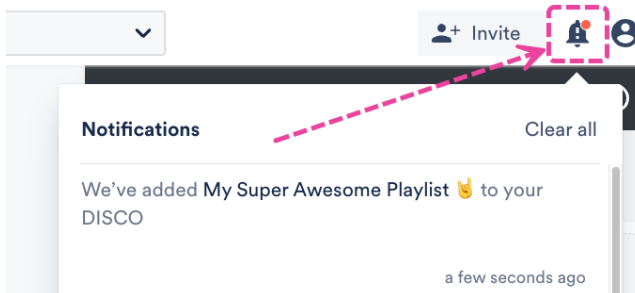 Invite
Notifications
Clear all
We've added My Super Awesome Playlist 🤘 to your
DISCO
a few seconds ago